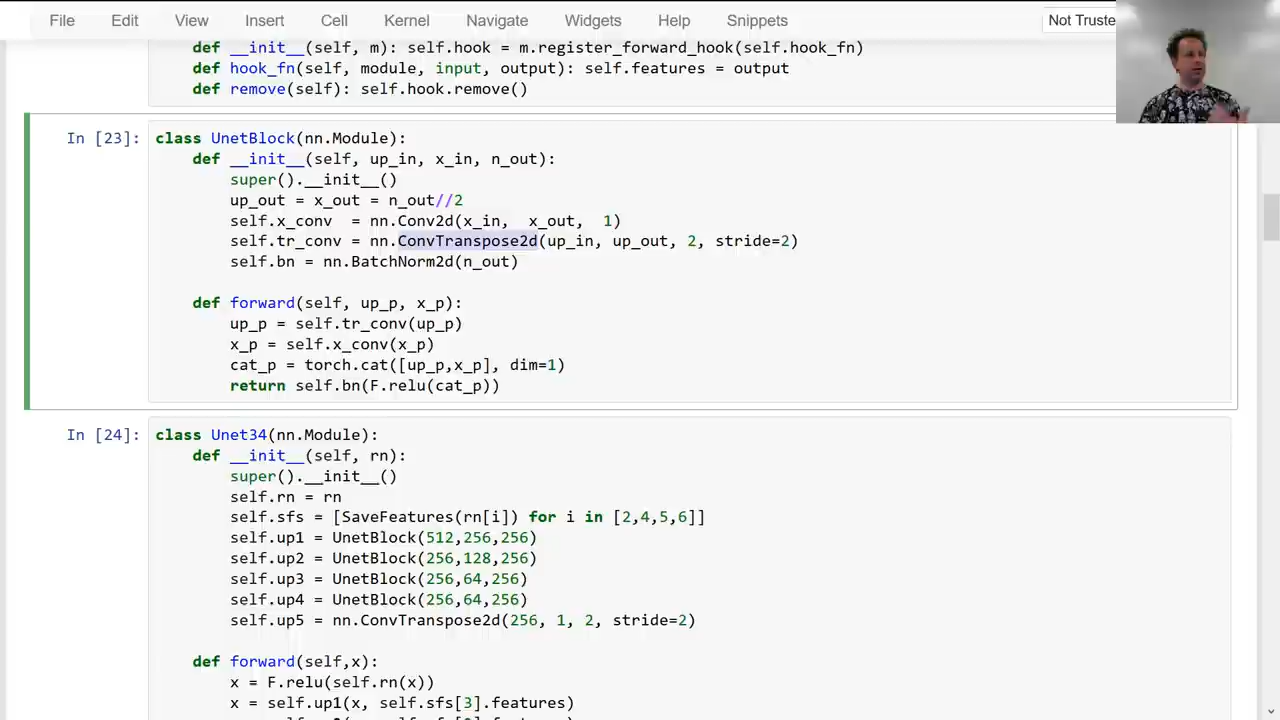 File Edit View Insert Cell Kernel Navigate Widgets Help Snippets Not Truste
def __init__(self, m): self.hook = m.register_forward_hook(self.hook_fn)
def hook_fn(self, module, input, output): self.features = output
def remove(self): self.hook.remove()
In [23]: class UnetBlock(nn.Module):
def __init__(self, up_in, x_in, n_out):
super().__init__()
up_out = x_out = n_out//2
self.x_conv = nn.Conv2d(x_in, x_out, 1)
self.tr_conv = nn.ConvTranspose2d(up_in, up_out, 2, stride=2)
self.bn = nn.BatchNorm2d(n_out)
def forward(self, up_p, x_p):
up_p = self.tr_conv(up_p)
x_p = self.x_conv(x_p)
cat_p = torch.cat([up_p,x_p], dim=1)
return self.bn(F.relu(cat_p))
In [24]: class Unet34(nn.Module):
def __init__(self, rn):
super().__init__()
self.rn = rn
self.sfs = [SaveFeatures(rn[i]) for i in [2,4,5,6]]
self.up1 = UnetBlock(512,256,256)
self.up2 = UnetBlock(256,128,256)
self.up3 = UnetBlock(256,64,256)
self.up4 = UnetBlock(256,64,256)
self.up5 = nn.ConvTranspose2d(256, 1, 2, stride=2)
def forward(self,x):
x = F.relu(self.rn(x))
x = self.up1(x, self.sfs[3].features)